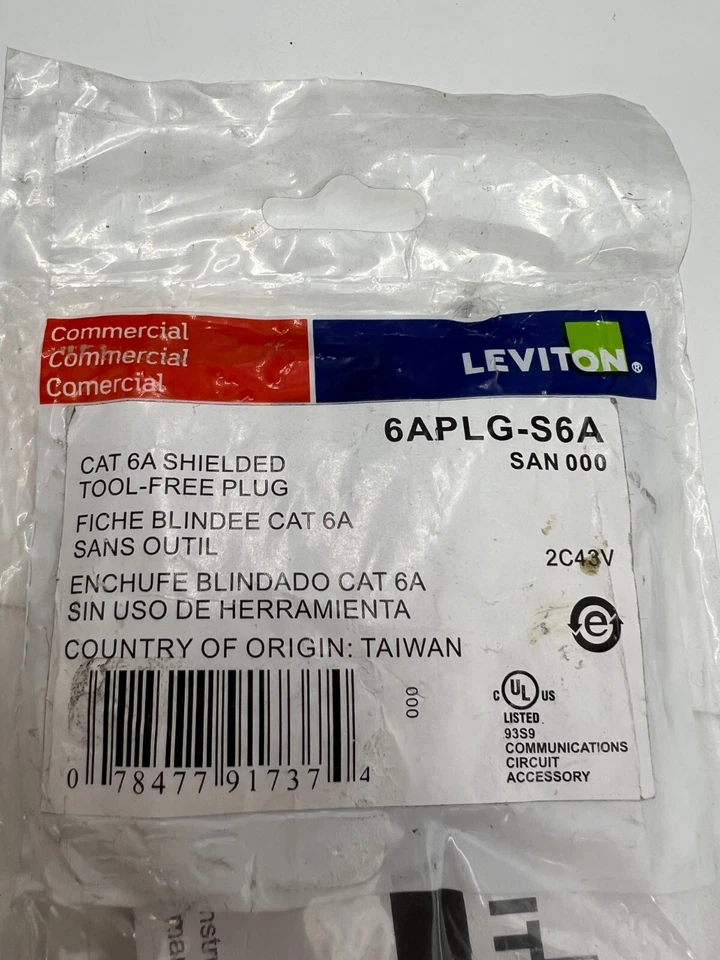 Commercial
Commercial
Comercial
LEVITON®
6APLG-S6A
SAN 000
CAT 6A SHIELDED
TOOL-FREE PLUG
FICHE BLINDEE CAT 6A
SANS OUTIL
2C43V
ENCHUFE BLINDADO CAT 6A
SIN USO DE HERRAMIENTA
e
COUNTRY OF ORIGIN: TAIWAN
000
0 78477 91737 4
C UL US
LISTED
93S9
COMMUNICATIONS
CIRCUIT
ACCESSORY